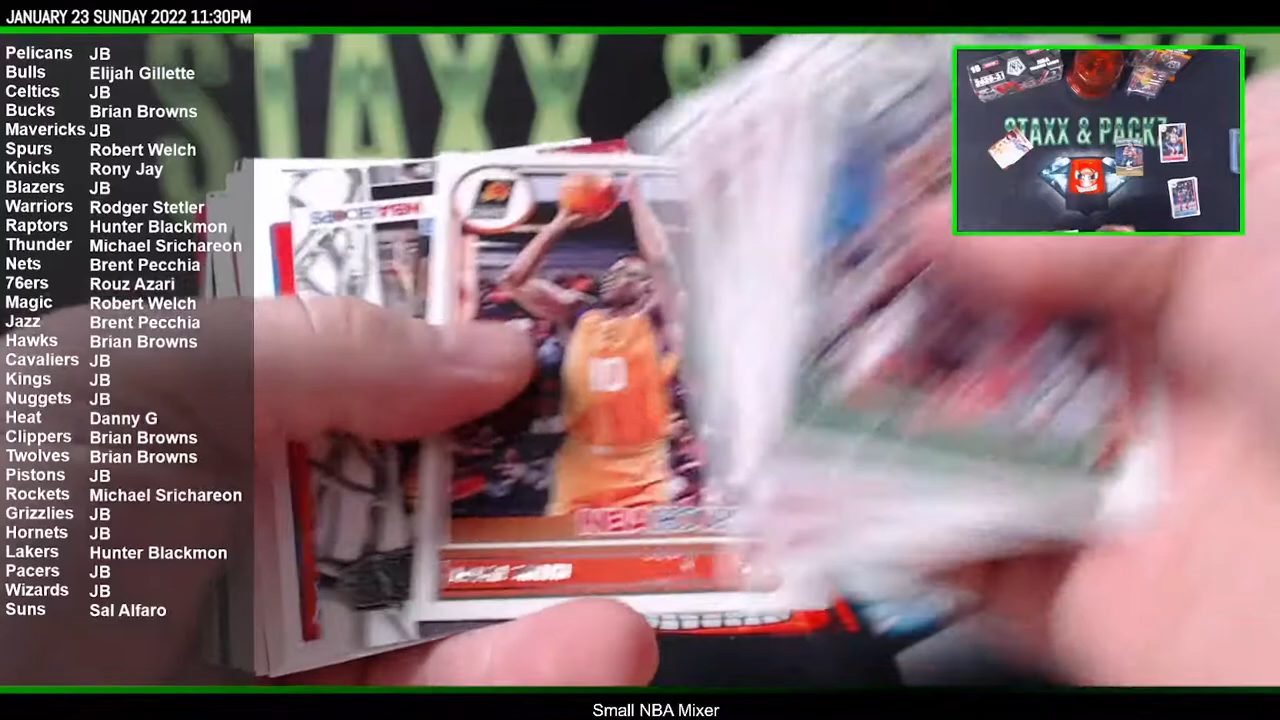 JANUARY 23 SUNDAY 2022 11:30PM
STAXX &
Pelicans JB
Bulls Elijah Gillette
Celtics JB
Bucks Brian Browns
Mavericks JB
Spurs Robert Welch
Knicks Rony Jay
Blazers JB
Warriors Rodger Stetler
Raptors Hunter Blackmon
Thunder Michael Srichareon
Nets Brent Pecchia
76ers Rouz Azari
Magic Robert Welch
Jazz Brent Pecchia
Hawks Brian Browns
Cavaliers JB
Kings JB
Nuggets JB
Heat Danny G
Clippers Brian Browns
Twolves Brian Browns
Pistons JB
Rockets Michael Srichareon
Grizzlies JB
Hornets JB
Lakers Hunter Blackmon
Pacers JB
Wizards JB
Suns Sal Alfaro
STAXX & PACKZ
10
NBA
Small NBA Mixer